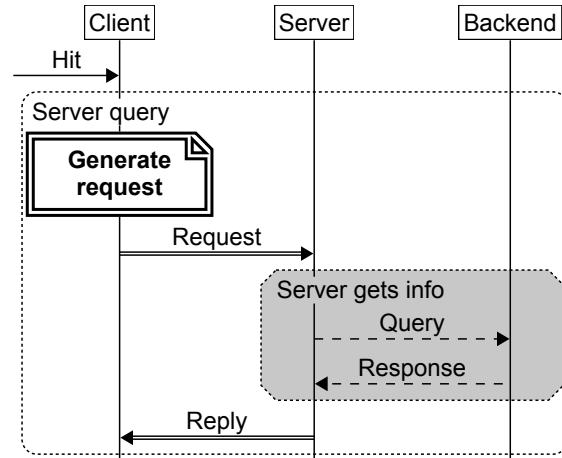 Client
Server
Backend
Hit
Server query
Generate
request
Request
Server gets info
Query
Response
Reply